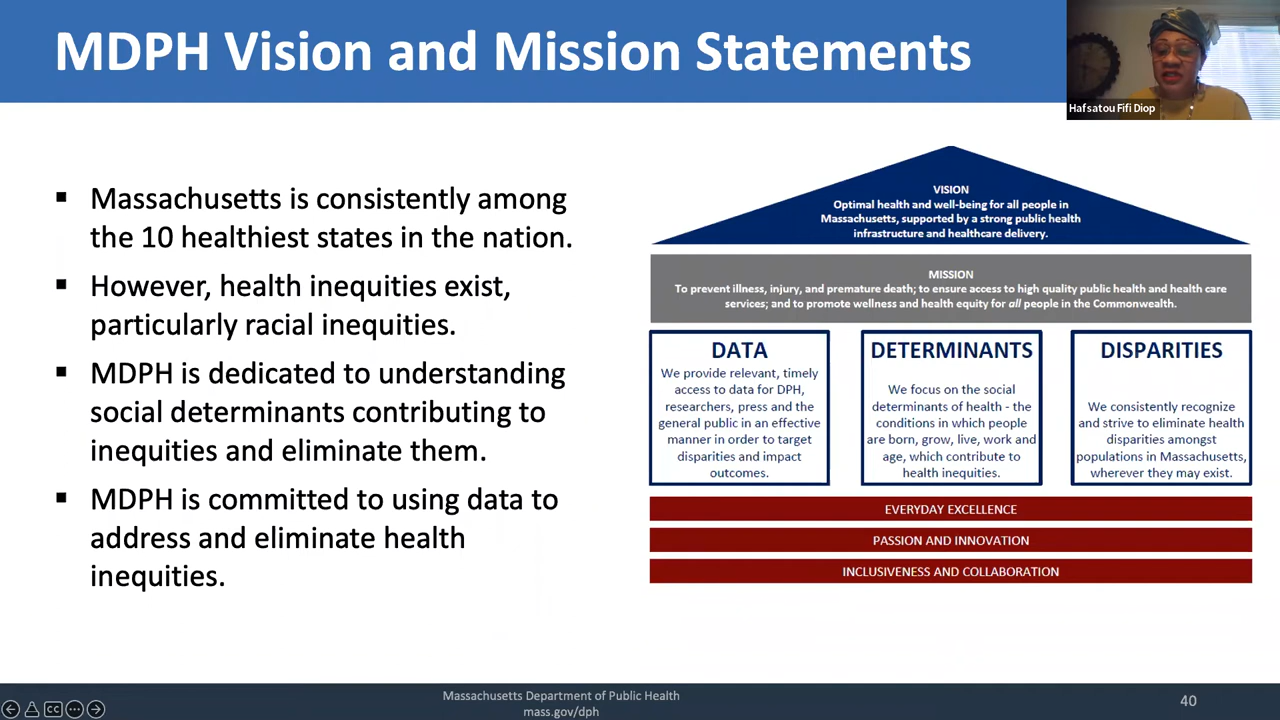 MDPH Vision and Mission Statements
Hafsatou Fifi Diop
▪ Massachusetts is consistently among
the 10 healthiest states in the nation.
▪ However, health inequities exist,
particularly racial inequities.
▪ MDPH is dedicated to understanding
social determinants contributing to
inequities and eliminate them.
▪ MDPH is committed to using data to
address and eliminate health
inequities.
VISION
Optimal health and well-being for all people in
Massachusetts, supported by a strong public health
infrastructure and healthcare delivery.
MISSION
To prevent illness, injury, and premature death; to ensure access to high quality public health and health care
services; and to promote wellness and health equity for all people in the Commonwealth.
DATA
We provide relevant, timely
access to data for DPH,
researchers, press and the
general public in an effective
manner in order to target
disparities and impact
outcomes.
DETERMINANTS
We focus on the social
determinants of health - the
conditions in which people
are born, grow, live, work and
age, which contribute to
health inequities.
DISPARITIES
We consistently recognize
and strive to eliminate health
disparities amongst
populations in Massachusetts,
wherever they may exist.
EVERYDAY EXCELLENCE
PASSION AND INNOVATION
INCLUSIVENESS AND COLLABORATION
CC
Massachusetts Department of Public Health
mass.gov/dph
40